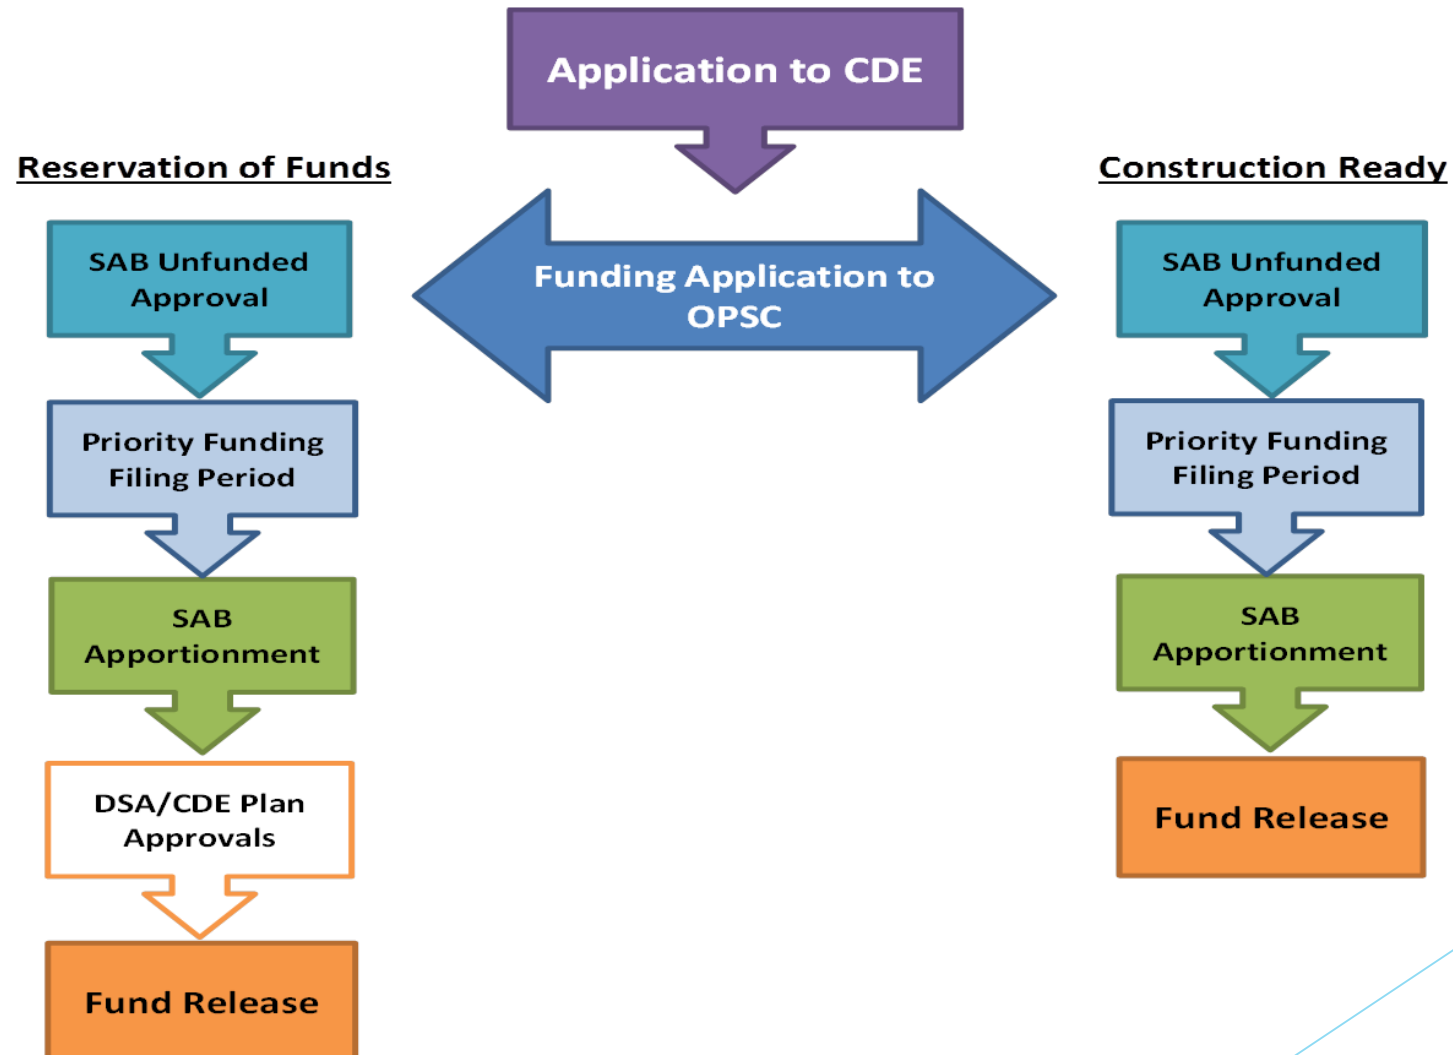 Application to CDE
Funding Application to
OPSC
Reservation of Funds
SAB Unfunded
Approval
Priority Funding
Filing Period
SAB
Apportionment
DSA/CDE Plan
Approvals
Fund Release
Construction Ready
SAB Unfunded
Approval
Priority Funding
Filing Period
SAB
Apportionment
Fund Release